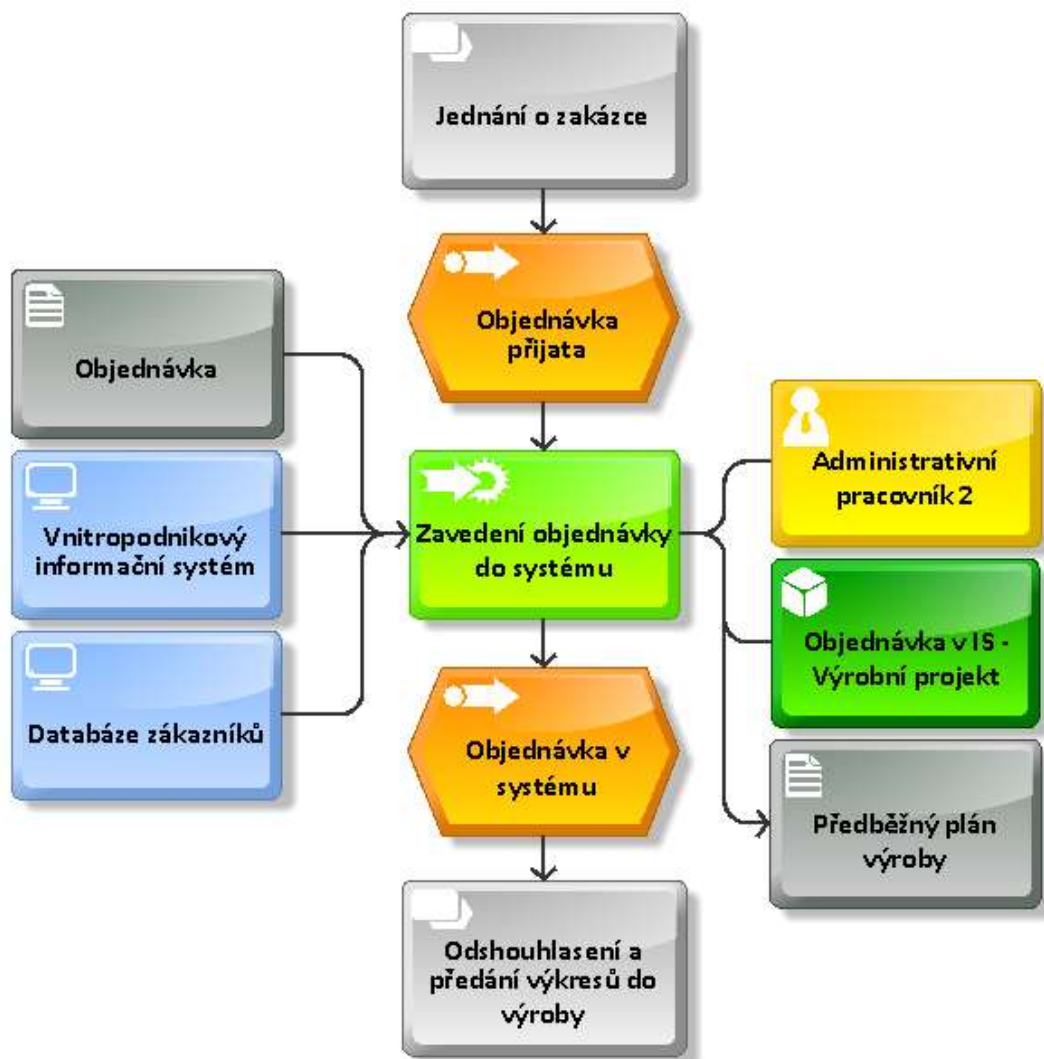 Jednání o zakázce
Objednávka
přijata
Objednávka
Vnitropodnikový
informační systém
Databáze zákazníků
Zavedení objednávky
do systému
Administrativní
pracovník 2
Objednávka v IS -
Výrobní projekt
Předběžný plán
výroby
Objednávka v
systému
Odshouhlasení a
předání výkresů do
výroby